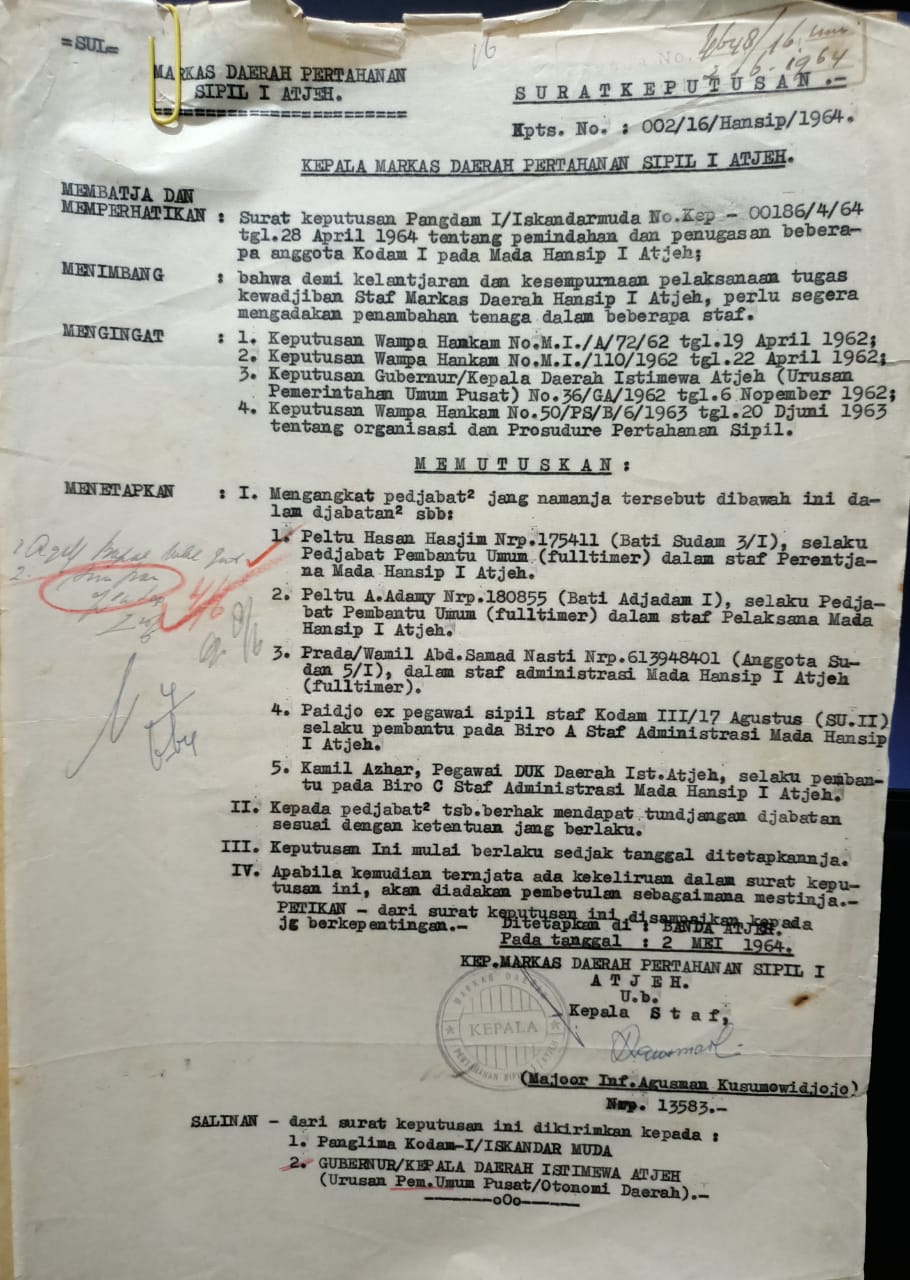 =SUL=
16
6648/16
2-6-1964
MARKAS DAERAH PERTAHANAN
SIPIL I ATJEH.
=========================
S U R A T K E P U T U S A N .-
Kpts. No. : 002/16/Hansip/1964.
KEPALA MARKAS DAERAH PERTAHANAN SIPIL I ATJEH.
MEMBATJA DAN
MEMPERHATIKAN : Surat keputusan Pangdam I/Iskandarmuda No.Kep - 00186/4/64
tgl.28 April 1964 tentang pemindahan dan penugasan bebera-
pa anggota Kodam I pada Mada Hansip I Atjeh;
MENIMBANG : bahwa demi kelantjaran dan kesempurnaan pelaksanaan tugas
kewadjiban Staf Markas Daerah Hansip I Atjeh, perlu segera
mengadakan penambahan tenaga dalam beberapa staf.
MENGINGAT : 1. Keputusan Wampa Hankam No.M.I./A/72/62 tgl.19 April 1962;
2. Keputusan Wampa Hankam No.M.I./110/1962 tgl.22 April 1962;
3. Keputusan Gubernur/Kepala Daerah Istimewa Atjeh (Urusan
Pemerintahan Umum Pusat) No.36/GA/1962 tgl.6 Nopember 1962;
4. Keputusan Wampa Hankam No.50/PS/B/6/1963 tgl.20 Djuni 1963
tentang organisasi dan Prosudure Pertahanan Sipil.
M E M U T U S K A N :
MENETAPKAN : I. Mengangkat pedjabat² jang namanja tersebut dibawah ini da-
lam djabatan² sbb:
1. Peltu Hasan Hasjim Nrp.175411 (Bati Sudam 3/I), selaku
Pedjabat Pembantu Umum (fulltimer) dalam staf Perentja-
na Mada Hansip I Atjeh.
2. Peltu A.Adamy Nrp.180855 (Bati Adjadam I), selaku Pedja-
bat Pembantu Umum (fulltimer) dalam staf Pelaksana Mada
Hansip I Atjeh.
3. Prada/Wamil Abd.Samad Nasti Nrp.613948401 (Anggota Su-
dan 5/I), dalam staf administrasi Mada Hansip I Atjeh
(fulltimer).
4. Paidjo ex pegawai sipil staf Kodam III/17 Agustus (SU.II)
selaku pembantu pada Biro A Staf Administrasi Mada Hansip
I Atjeh.
5. Kamil Azhar, Pegawai DUK Daerah Ist.Atjeh, selaku pemban-
tu pada Biro C Staf Administrasi Mada Hansip I Atjeh.
II. Kepada pedjabat² tsb.berhak mendapat tundjangan djabatan
sesuai dengan ketentuan jang berlaku.
III. Keputusan Ini mulai berlaku sedjak tanggal ditetapkannja.
IV. Apabila kemudian ternjata ada kekeliruan dalam surat kepu-
tusan ini, akan diadakan pembetulan sebagaimana mestinja.-
PETIKAN - dari surat keputusan ini disampaikan kepada
jg berkepentingan.-
Ditetapkan di : BANDA ATJEH.
Pada tanggal : 2 MEI 1964.
KEP.MARKAS DAERAH PERTAHANAN SIPIL I
A T J E H.
U.b.
Kepala S t a f,
MARKAS DAERAH
KEPALA
PERTAHANAN SIPIL I ATJEH
(Majoor Inf.Agusman Kusumowidjojo)
Nrp. 13583.-
SALINAN - dari surat keputusan ini dikirimkan kepada :
1. Panglima Kodam-I/ISKANDAR MUDA
2. GUBERNUR/KEPALA DAERAH ISTIMEWA ATJEH
(Urusan Pem.Umum Pusat/Otonomi Daerah).-
-------oOo------